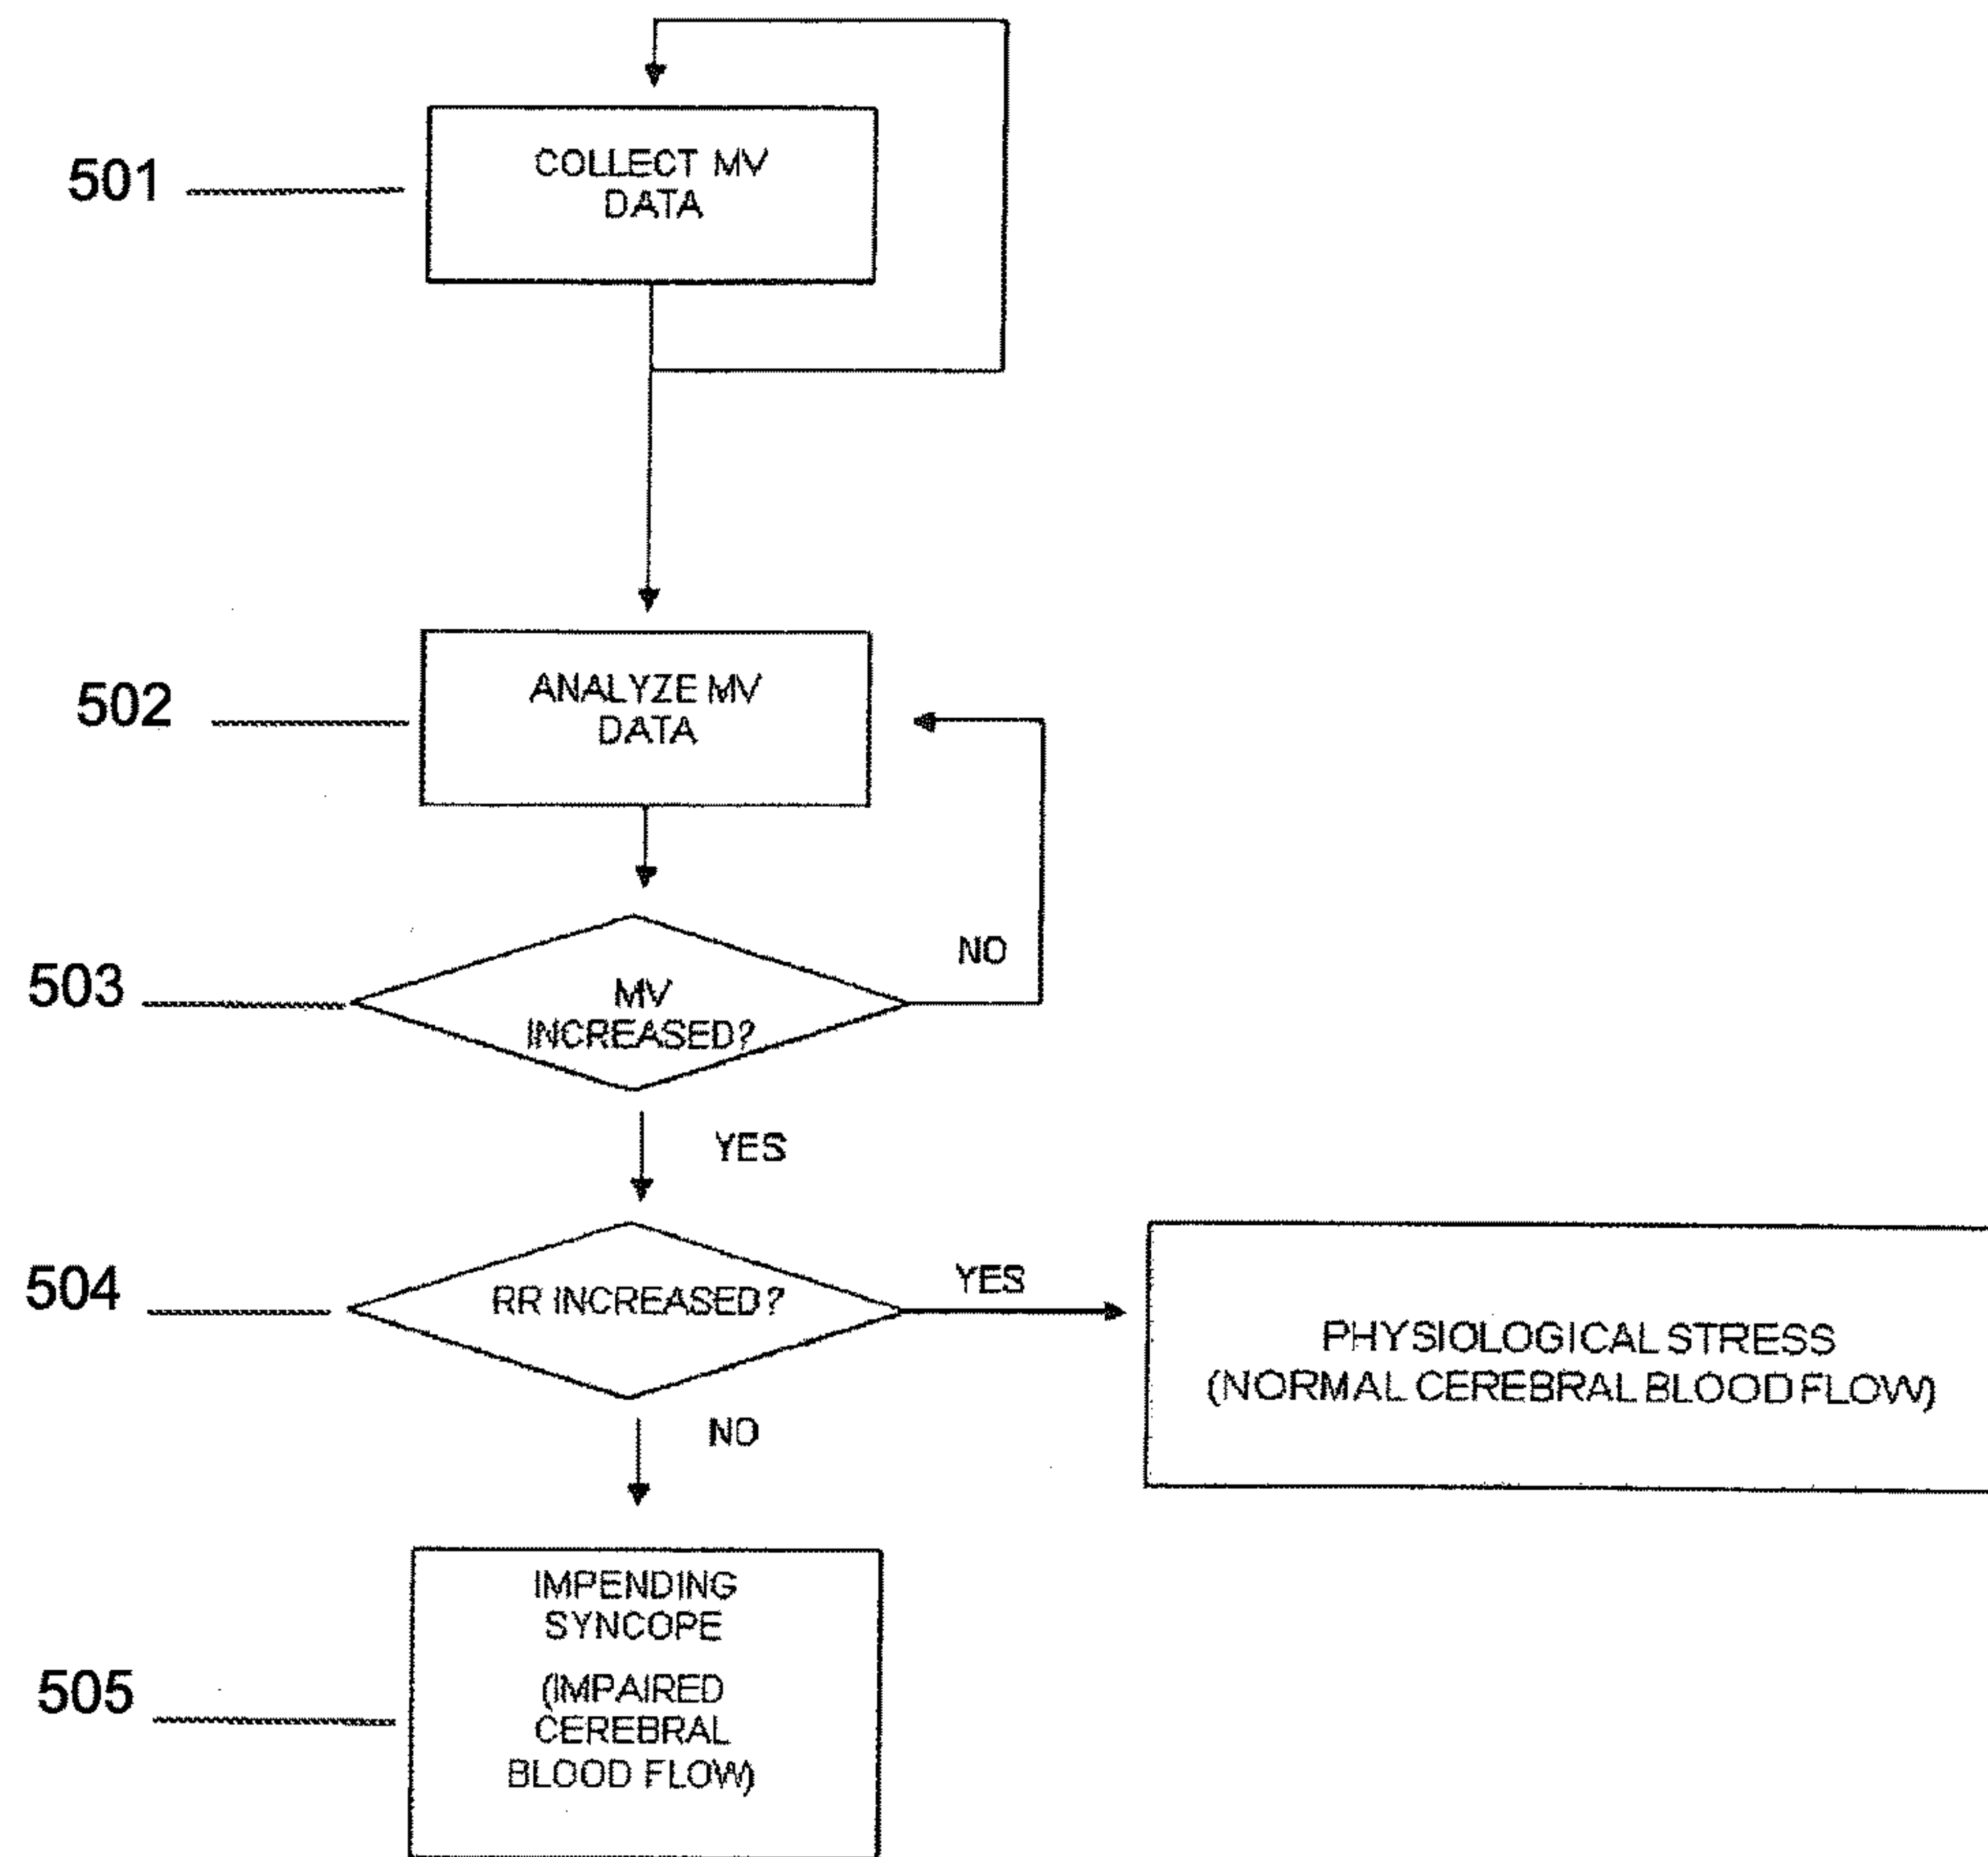 501
COLLECT MV
DATA
502
ANALYZE MV
DATA
503
MV
INCREASED?
NO
YES
504
RR INCREASED?
YES
PHYSIOLOGICAL STRESS
(NORMAL CEREBRAL BLOOD FLOW)
NO
505
IMPENDING
SYNCOPE
(IMPAIRED
CEREBRAL
BLOOD FLOW)